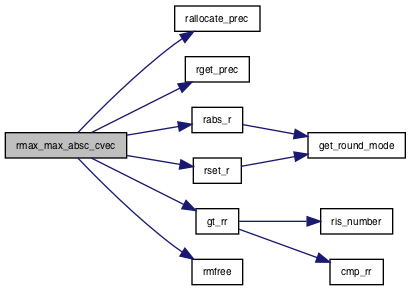 rallocate_prec
rget_prec
rabs_r
rmax_max_absc_cvec
get_round_mode
rset_r
gt_rr
ris_number
rmfree
cmp_rr